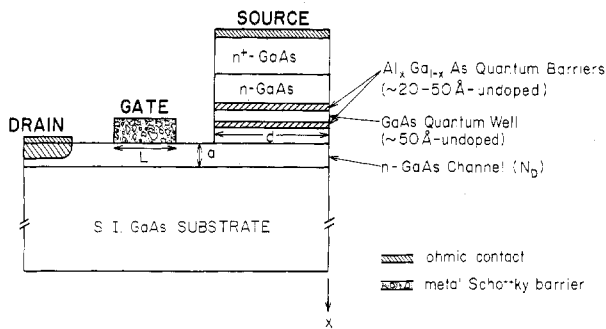 SOURCE
n+-GaAs
n-GaAs
AlxGa1-xAs Quantum Barriers
(~20-50Å-undoped)
GATE
GaAs Quantum Well
(~50Å-undoped)
DRAIN
d
L
a
n-GaAs Channel (ND)
S I. GaAs SUBSTRATE
ohmic contact
metal Schottky barrier
x